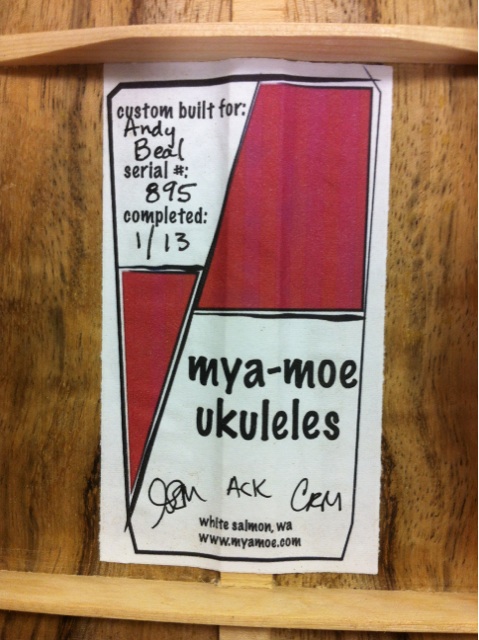 custom built for:
Andy
Beal
serial #:
895
completed:
1/13
mya-moe
ukuleles
ACK CRM
white salmon, wa
www.myamoe.com